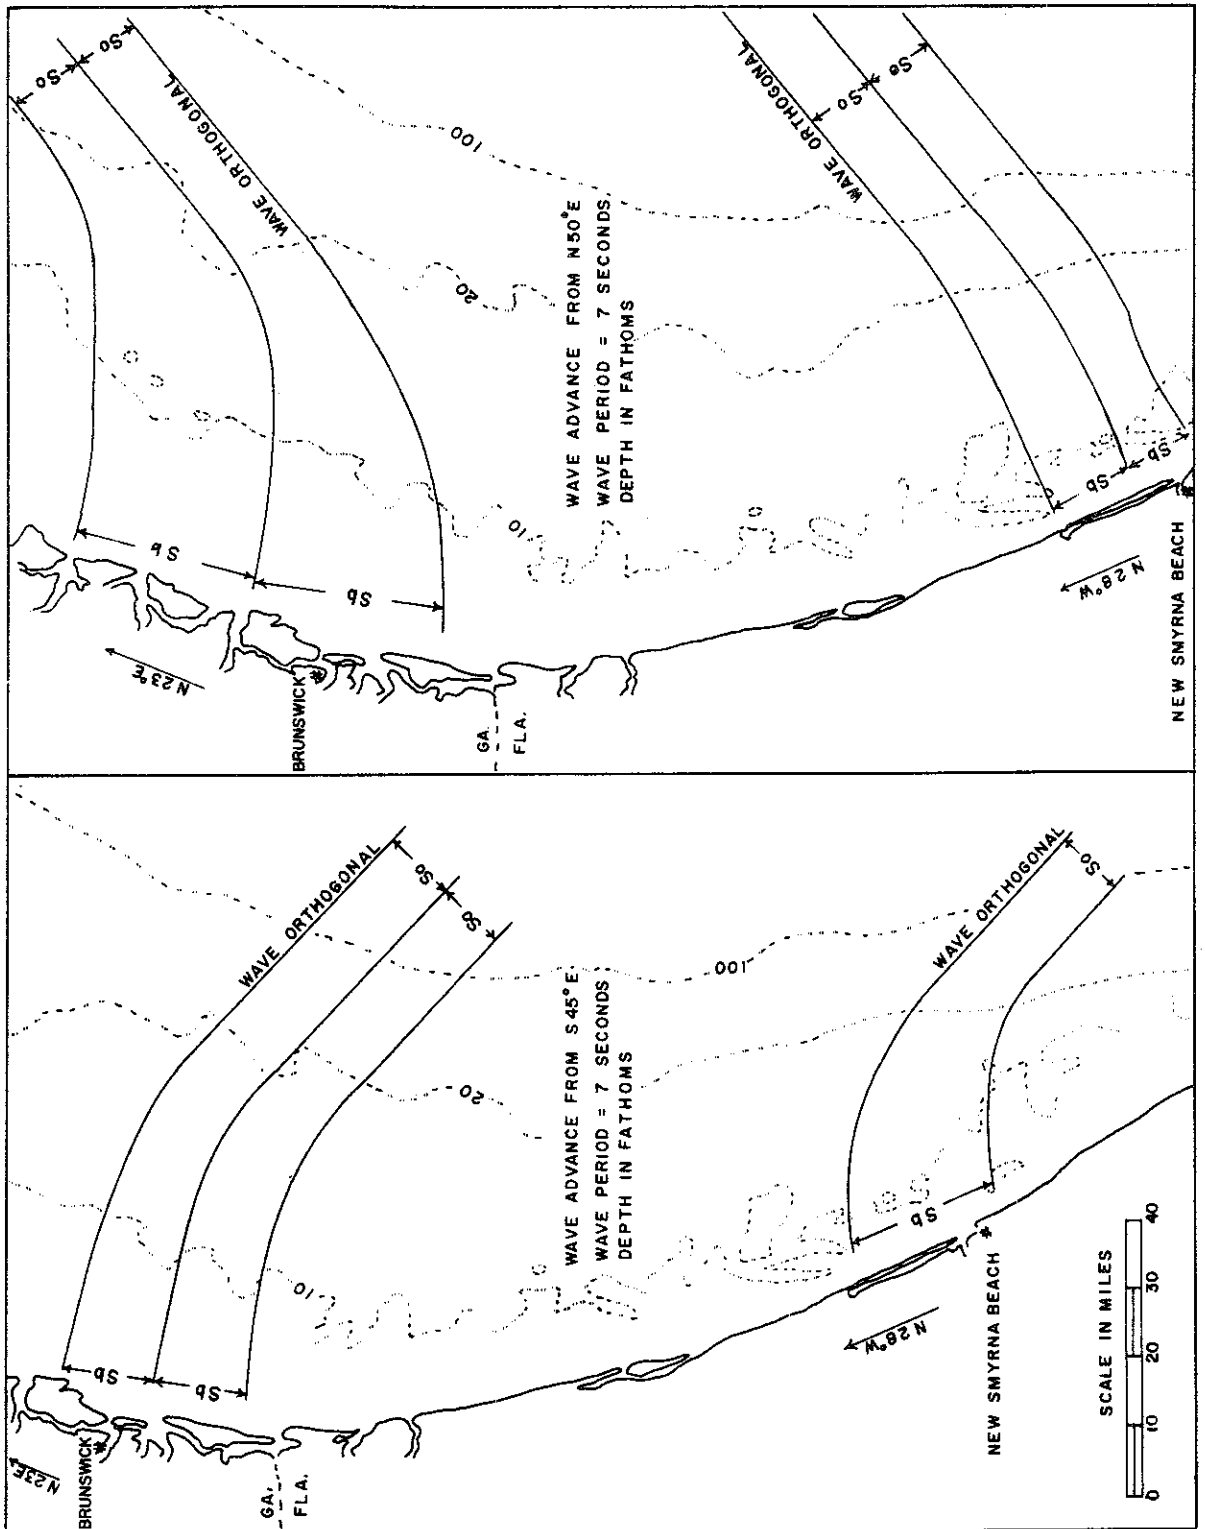 So
So
WAVE ORTHOGONAL
100
20
10
WAVE ADVANCE FROM N50°E
WAVE PERIOD = 7 SECONDS
DEPTH IN FATHOMS
WAVE ORTHOGONAL
So
So
Sb
Sb
Sb
Sb
N23°E
BRUNSWICK
GA.
FLA.
N28°W
NEW SMYRNA BEACH
WAVE ORTHOGONAL
So
So
100
20
10
WAVE ADVANCE FROM S45°E
WAVE PERIOD = 7 SECONDS
DEPTH IN FATHOMS
WAVE ORTHOGONAL
So
Sb
Sb
Sb
N23E
BRUNSWICK
GA.
FLA.
N28°W
NEW SMYRNA BEACH
SCALE IN MILES
0 10 20 30 40